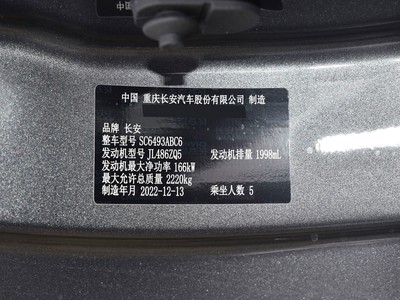 中国 重庆长安汽车股份有限公司 制造
品牌 长安
整车型号 SC6493ABC6
发动机型号 JL486ZQ5 发动机排量 1998mL
发动机最大净功率 166kW
最大允许总质量 2220kg
制造年月 2022-12-13 乘坐人数 5